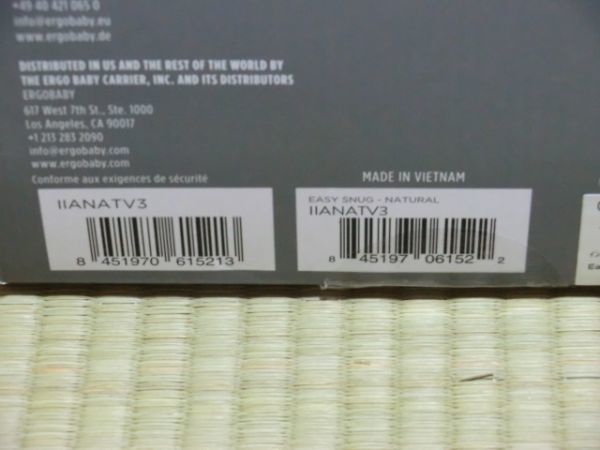 +49 40 421 065 0
info@ergobaby.eu
www.ergobaby.de
DISTRIBUTED IN US AND THE REST OF THE WORLD BY
THE ERGO BABY CARRIER, INC. AND ITS DISTRIBUTORS
ERGOBABY
617 West 7th St., Ste. 1000
Los Angeles, CA 90017
+1 213 283 2090
info@ergobaby.com
www.ergobaby.com
Conforme aux exigences de sécurité
MADE IN VIETNAM
IIANATV3
8 451970 615213
EASY SNUG - NATURAL
IIANATV3
8 45197 06152 2